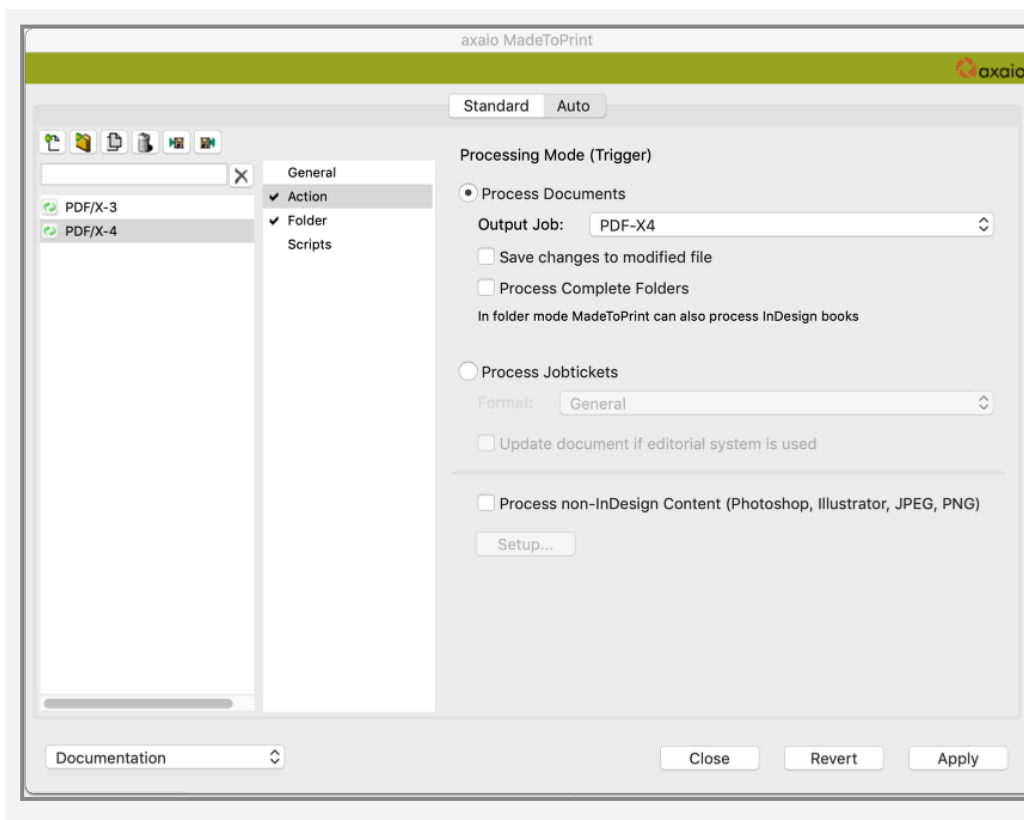 axaio MadeToPrint
axaio
Standard Auto
Processing Mode (Trigger)
General
Process Documents
Action
PDF/X-3
Folder
Output Job: PDF-X4
PDF/X-4
Scripts
Save changes to modified file
Process Complete Folders
In folder mode MadeToPrint can also process InDesign books
Process Jobtickets
Format: General
Update document if editorial system is used
Process non-InDesign Content (Photoshop, Illustrator, JPEG, PNG)
Setup...
Documentation
Close Revert Apply